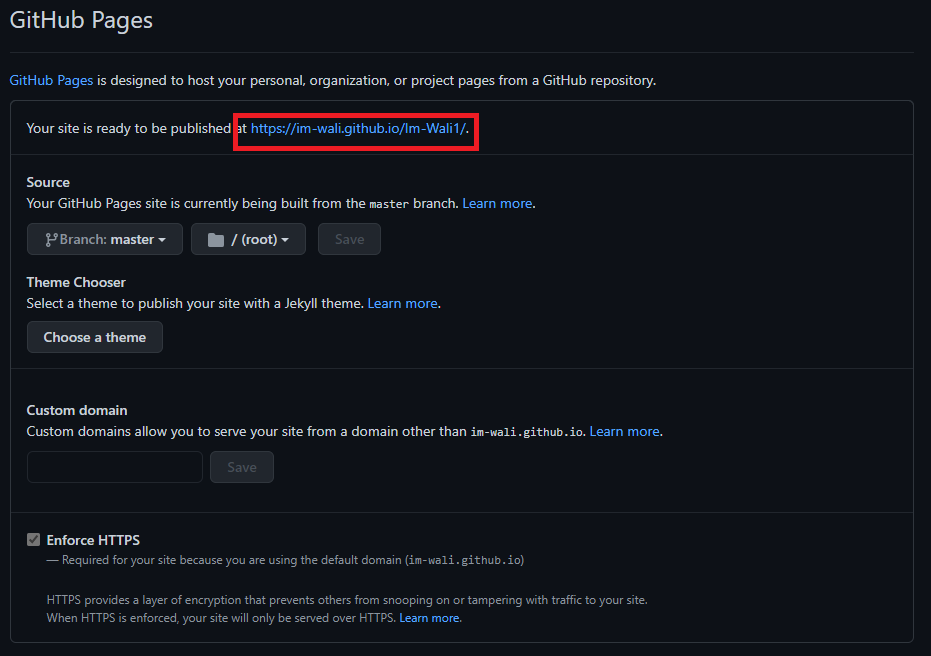 GitHub Pages
GitHub Pages is designed to host your personal, organization, or project pages from a GitHub repository.
Your site is ready to be published at https://im-wali.github.io/Im-Wali1/.
Source
Your GitHub Pages site is currently being built from the master branch. Learn more.
Branch: master / (root) Save
Theme Chooser
Select a theme to publish your site with a Jekyll theme. Learn more.
Choose a theme
Custom domain
Custom domains allow you to serve your site from a domain other than im-wali.github.io. Learn more.
Save
Enforce HTTPS
— Required for your site because you are using the default domain (im-wali.github.io)
HTTPS provides a layer of encryption that prevents others from snooping on or tampering with traffic to your site.
When HTTPS is enforced, your site will only be served over HTTPS. Learn more.